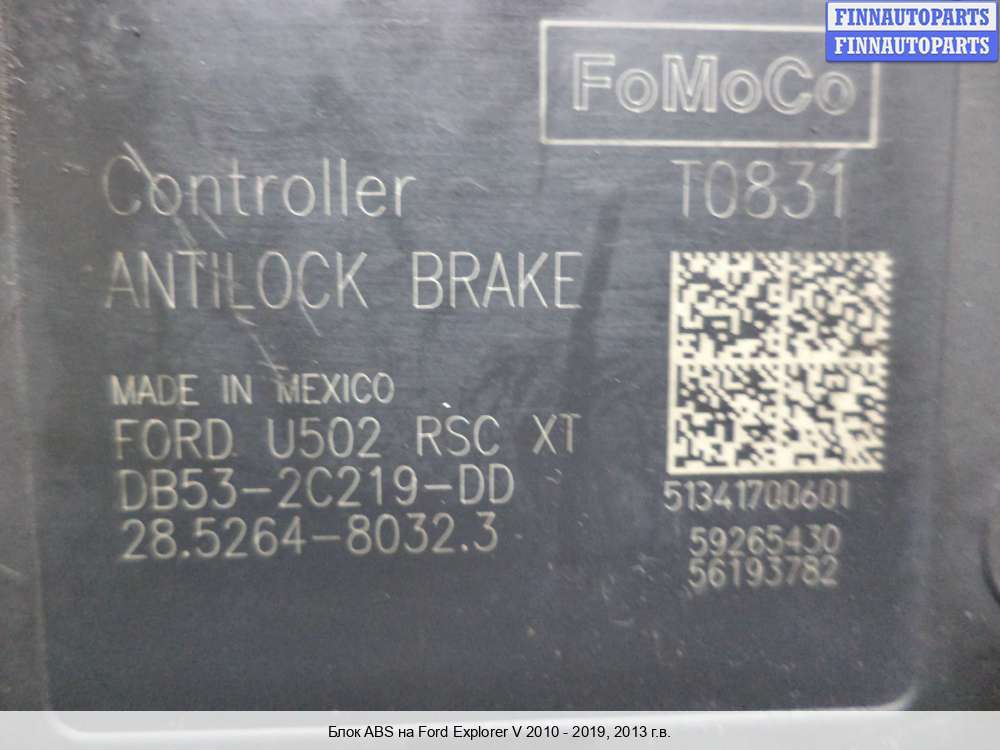 FINNAUTOPARTS
FINNAUTOPARTS
FoMoCo
Controller T0831
ANTILOCK BRAKE
MADE IN MEXICO
FORD U502 RSC XT
DB53-2C219-DD
28.5264-8032.3
51341700601
59265430
56193782
Блок ABS на Ford Explorer V 2010 - 2019, 2013 г.в.